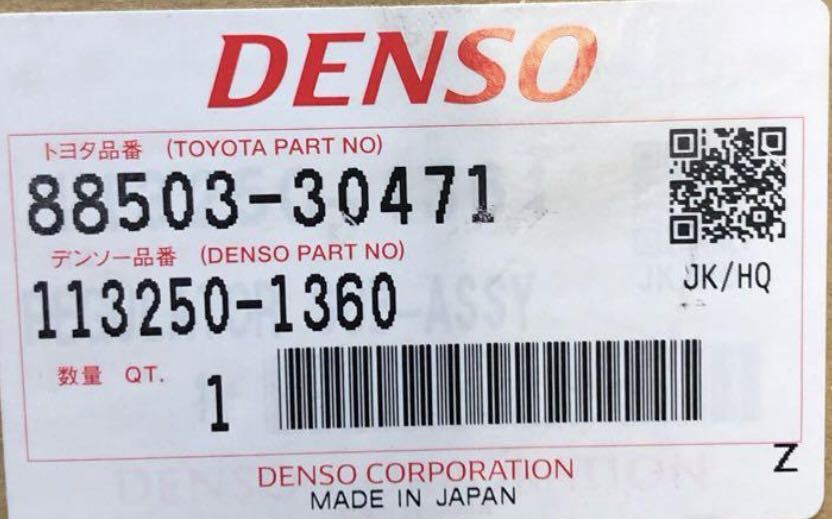 DENSO
トヨタ品番 (TOYOTA PART NO)
88503-30471
デンソー品番 (DENSO PART NO)
113250-1360
JK/HQ
数量 QT. 1
Z
DENSO CORPORATION
MADE IN JAPAN